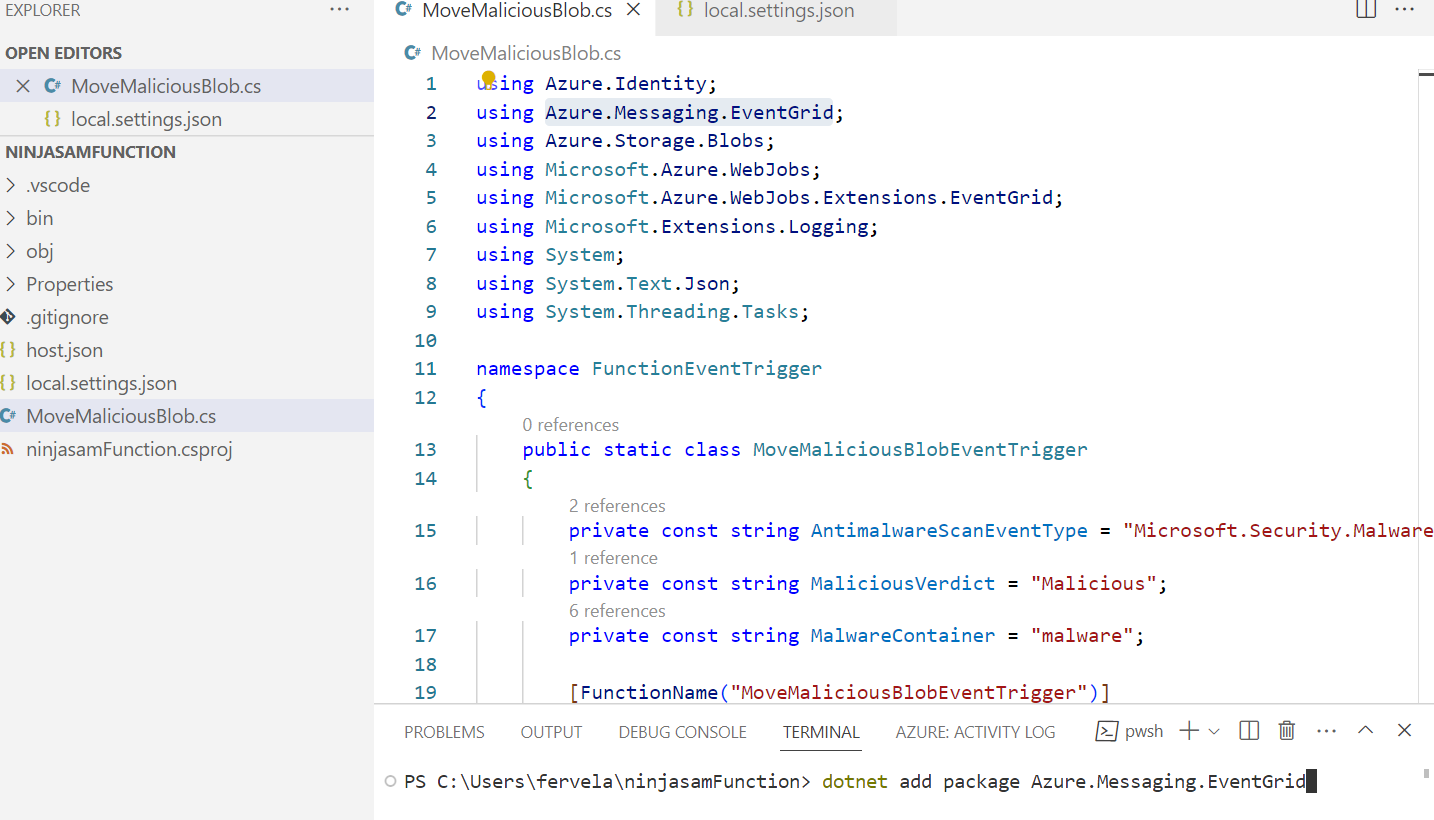 EXPLORER
OPEN EDITORS
MoveMaliciousBlob.cs
local.settings.json
NINJASAMFUNCTION
.vscode
bin
obj
Properties
.gitignore
host.json
local.settings.json
MoveMaliciousBlob.cs
ninjasamFunction.csproj
MoveMaliciousBlob.cs
local.settings.json
MoveMaliciousBlob.cs
1 using Azure.Identity;
2 using Azure.Messaging.EventGrid;
3 using Azure.Storage.Blobs;
4 using Microsoft.Azure.WebJobs;
5 using Microsoft.Azure.WebJobs.Extensions.EventGrid;
6 using Microsoft.Extensions.Logging;
7 using System;
8 using System.Text.Json;
9 using System.Threading.Tasks;
10
11 namespace FunctionEventTrigger
12 {
0 references
13 public static class MoveMaliciousBlobEventTrigger
14 {
2 references
15 private const string AntimalwareScanEventType = "Microsoft.Security.Malware
1 reference
16 private const string MaliciousVerdict = "Malicious";
6 references
17 private const string MalwareContainer = "malware";
18
19 [FunctionName("MoveMaliciousBlobEventTrigger")]
PROBLEMS OUTPUT DEBUG CONSOLE TERMINAL AZURE: ACTIVITY LOG pwsh
PS C:\Users\fervela\ninjasamFunction> dotnet add package Azure.Messaging.EventGrid